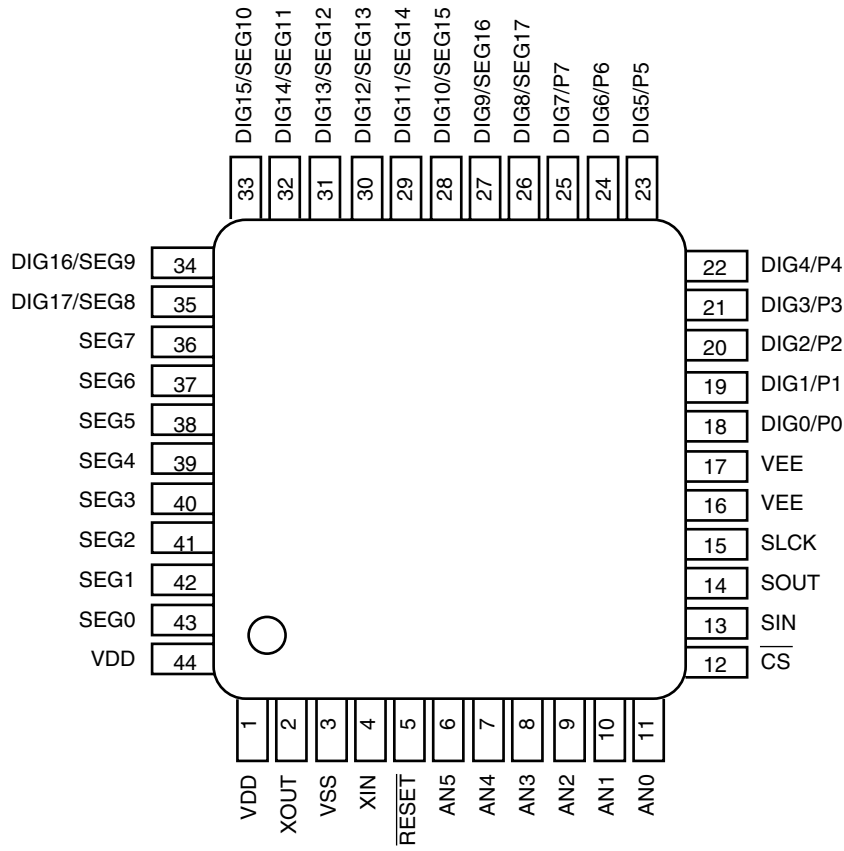 DIG15/SEG10
DIG14/SEG11
DIG13/SEG12
DIG12/SEG13
DIG11/SEG14
DIG10/SEG15
DIG9/SEG16
DIG8/SEG17
DIG7/P7
DIG6/P6
DIG5/P5
33
32
31
30
29
28
27
26
25
24
23
DIG16/SEG9 34
DIG17/SEG8 35
SEG7 36
SEG6 37
SEG5 38
SEG4 39
SEG3 40
SEG2 41
SEG1 42
SEG0 43
VDD 44
22 DIG4/P4
21 DIG3/P3
20 DIG2/P2
19 DIG1/P1
18 DIG0/P0
17 VEE
16 VEE
15 SLCK
14 SOUT
13 SIN
12 CS
1
2
3
4
5
6
7
8
9
10
11
VDD
XOUT
VSS
XIN
RESET
AN5
AN4
AN3
AN2
AN1
AN0